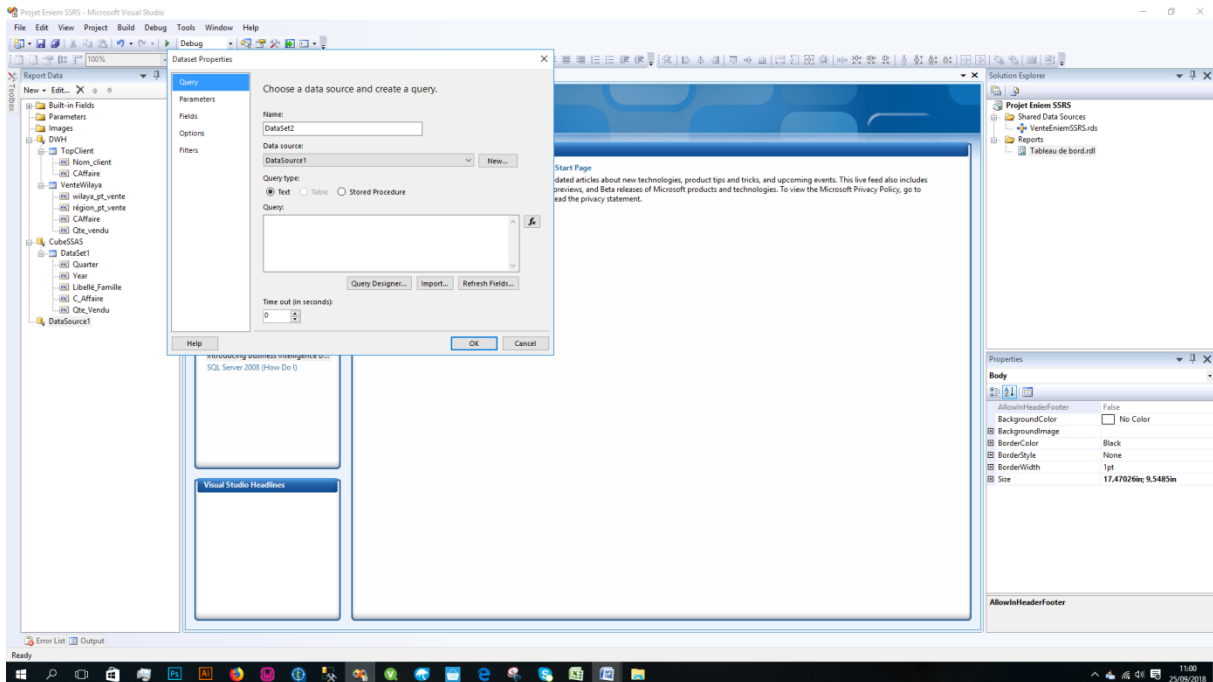 Projet Eniem SSRS - Microsoft Visual Studio
File Edit View Project Build Debug Tools Window Help
Debug
100%
Report Data
New Edit...
Toolbox
Built-in Fields
Parameters
Images
DWH
TopClient
Nom_client
CAffaire
VenteWilaya
wilaya_pt_vente
région_pt_vente
CAffaire
Qte_vendu
CubeSSAS
DataSet1
Quarter
Year
Libellé_Famille
C_Affaire
Qte_Vendu
DataSource1
Dataset Properties
Query
Parameters
Fields
Options
Filters
Choose a data source and create a query.
Name:
DataSet2
Data source:
DataSource1
New...
Query type:
Text Table Stored Procedure
Query:
fx
Query Designer... Import... Refresh Fields...
Time out (in seconds):
0
Help OK Cancel
Start Page
dated articles about new technologies, product tips and tricks, and upcoming events. This live feed also includes
previews, and Beta releases of Microsoft products and technologies. To view the Microsoft Privacy Policy, go to
ead the privacy statement.
Introducing Business Intelligence D...
SQL Server 2008 (How Do I)
Visual Studio Headlines
Solution Explorer
Projet Eniem SSRS
Shared Data Sources
VenteEniemSSRS.rds
Reports
Tableau de bord.rdl
Properties
Body
AllowInHeaderFooter False
BackgroundColor No Color
BackgroundImage
BorderColor Black
BorderStyle None
BorderWidth 1pt
Size 17,47026in; 9,5485in
AllowInHeaderFooter
Error List Output
Ready
11:00
25/09/2018